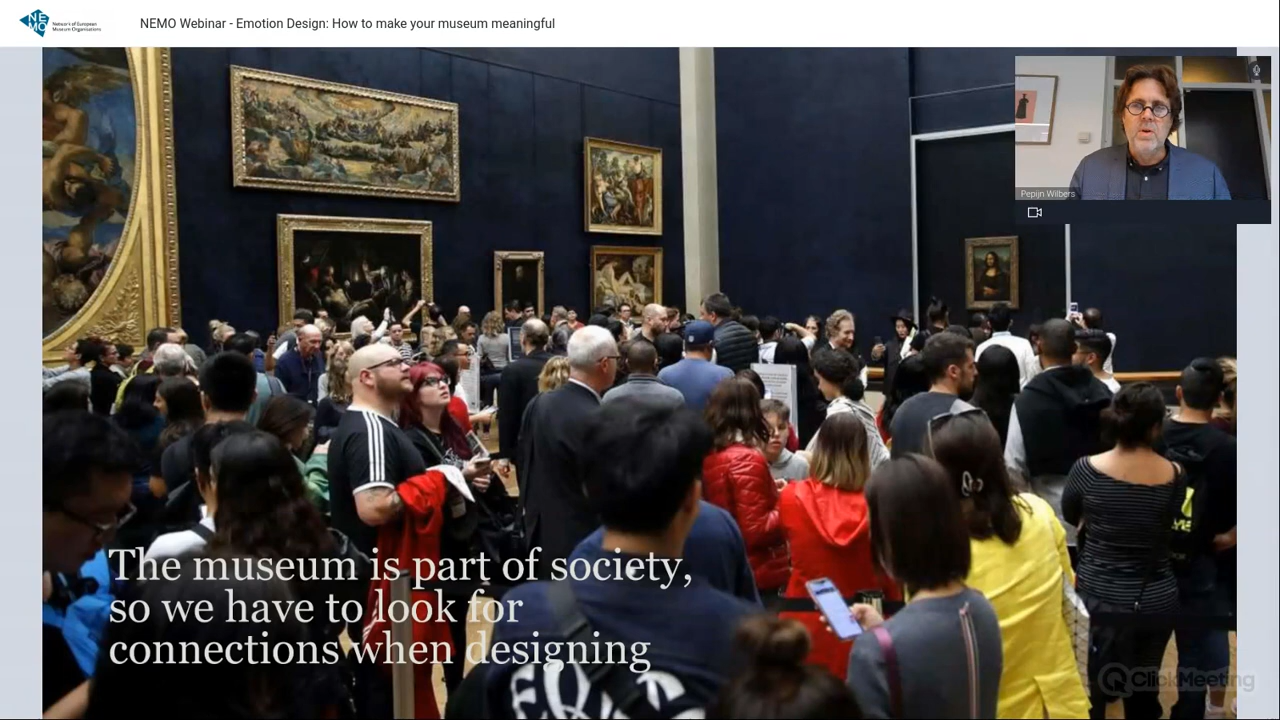 NEMO
Network of European
Museum Organisations
NEMO Webinar - Emotion Design: How to make your museum meaningful
Pepijn Wilbers
The museum is part of society,
so we have to look for
connections when designing
ClickMeeting